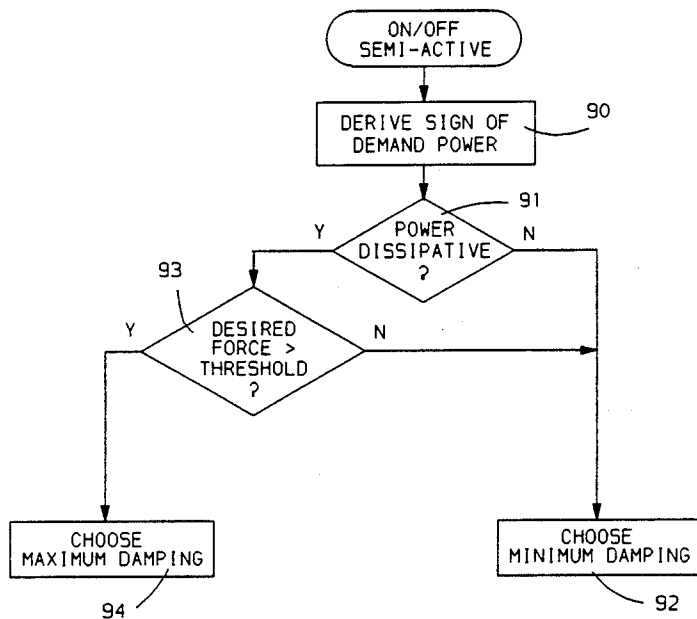 ON/OFF
SEMI-ACTIVE
DERIVE SIGN OF
DEMAND POWER
90
91
POWER
DISSIPATIVE
?
Y
N
93
DESIRED
FORCE >
THRESHOLD
?
Y
N
CHOOSE
MAXIMUM DAMPING
94
CHOOSE
MINIMUM DAMPING
92